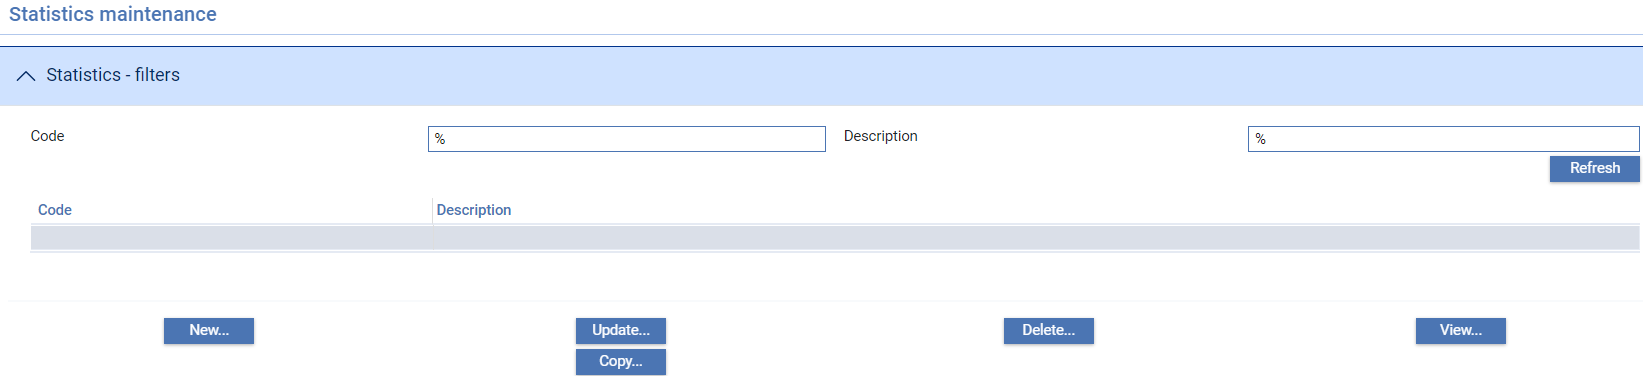 Statistics maintenance
Statistics - filters
Code % Description %
Refresh
Code Description
New... Update... Delete... View...
Copy...